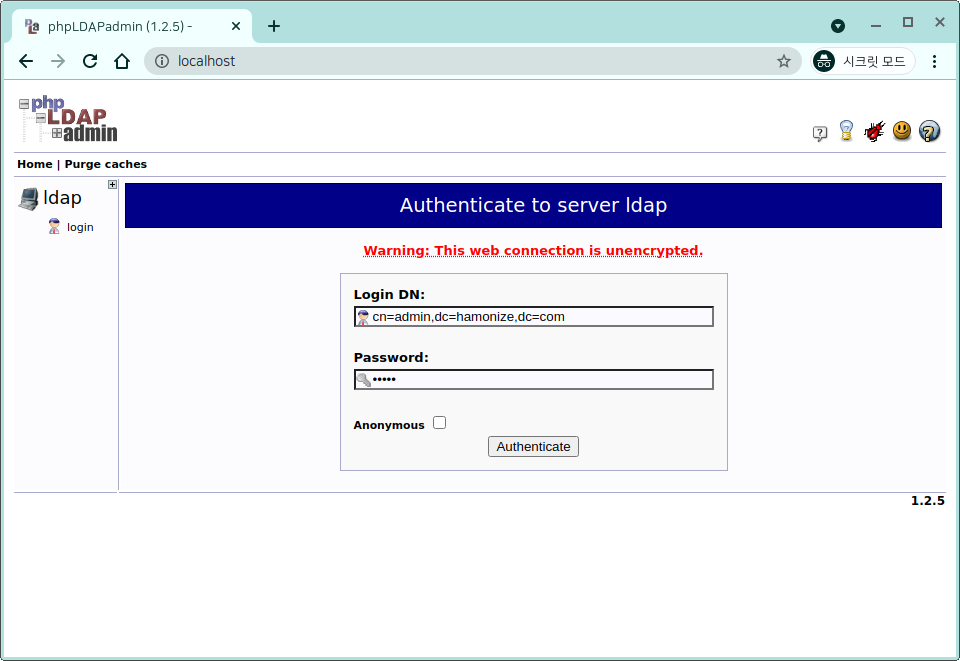 phpLDAPadmin (1.2.5) -
localhost
시크릿 모드
php
LDAP
admin
Home | Purge caches
ldap
login
Authenticate to server ldap
Warning: This web connection is unencrypted.
Login DN:
cn=admin,dc=hamonize,dc=com
Password:
•••••
Anonymous
Authenticate
1.2.5